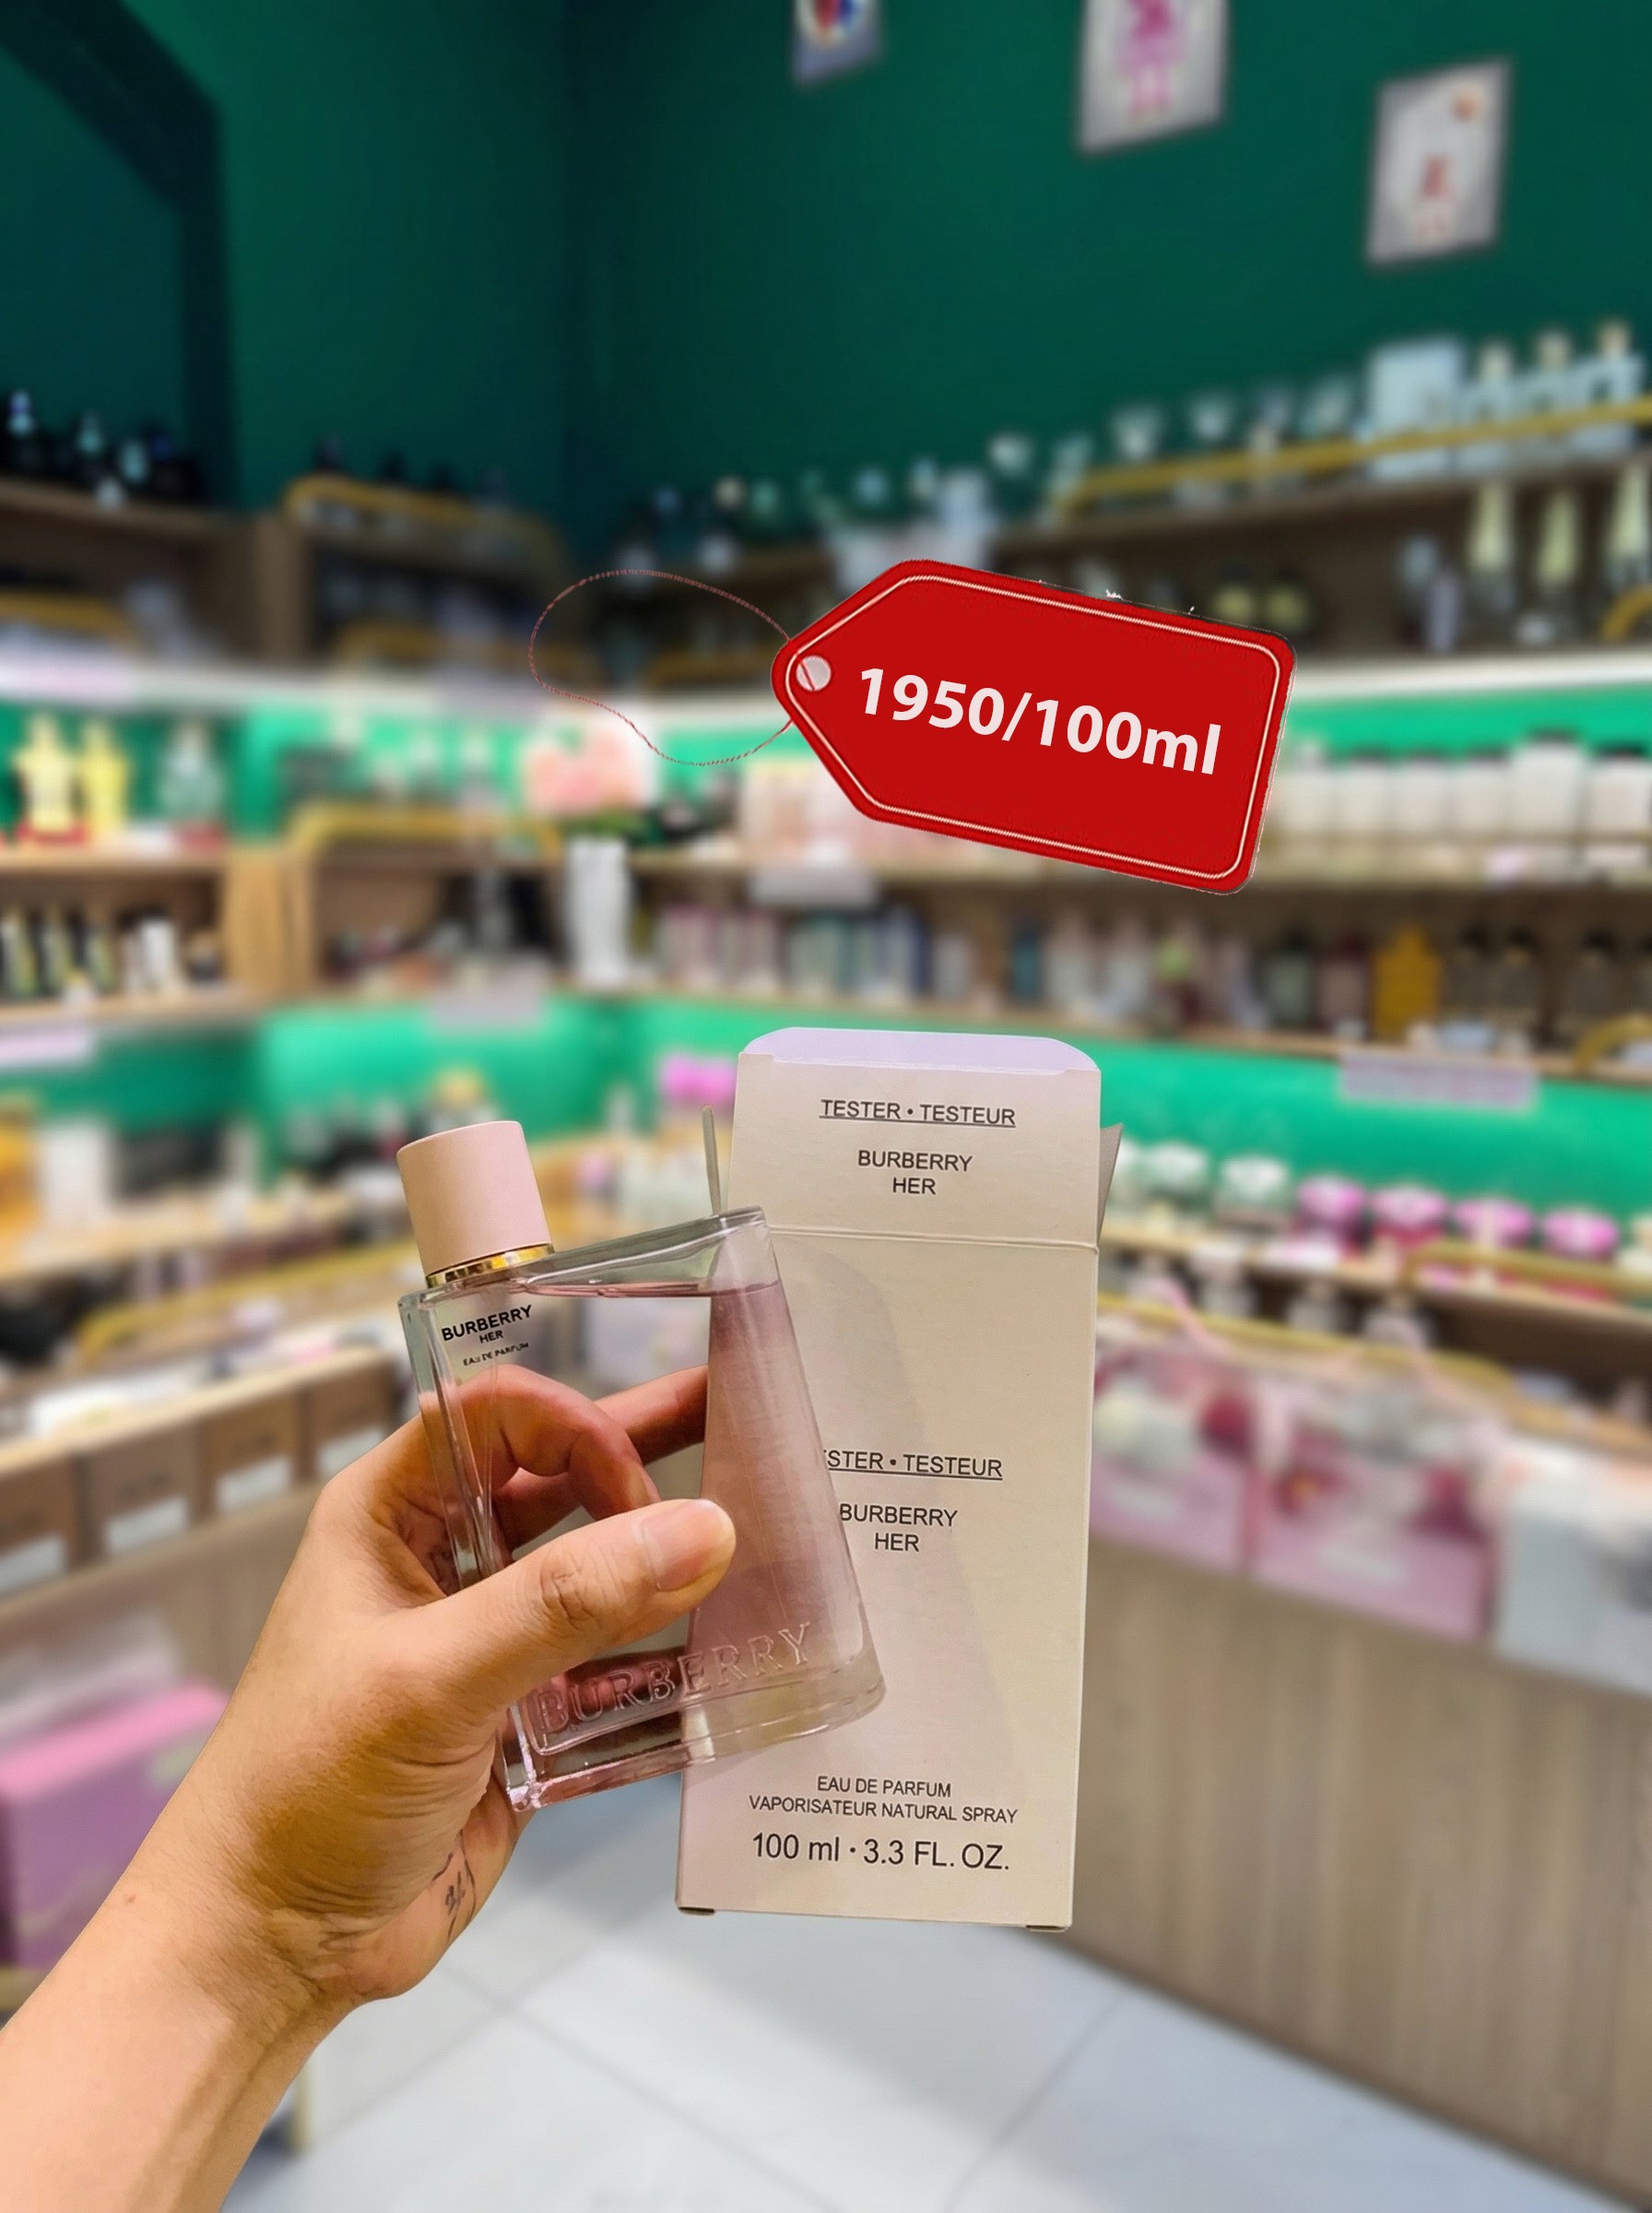 1950/100ml
TESTER • TESTEUR
BURBERRY
HER
BURBERRY
HER
EAU DE PARFUM
STER • TESTEUR
BURBERRY
HER
BURBERRY
EAU DE PARFUM
VAPORISATEUR NATURAL SPRAY
100 ml • 3.3 FL. OZ.